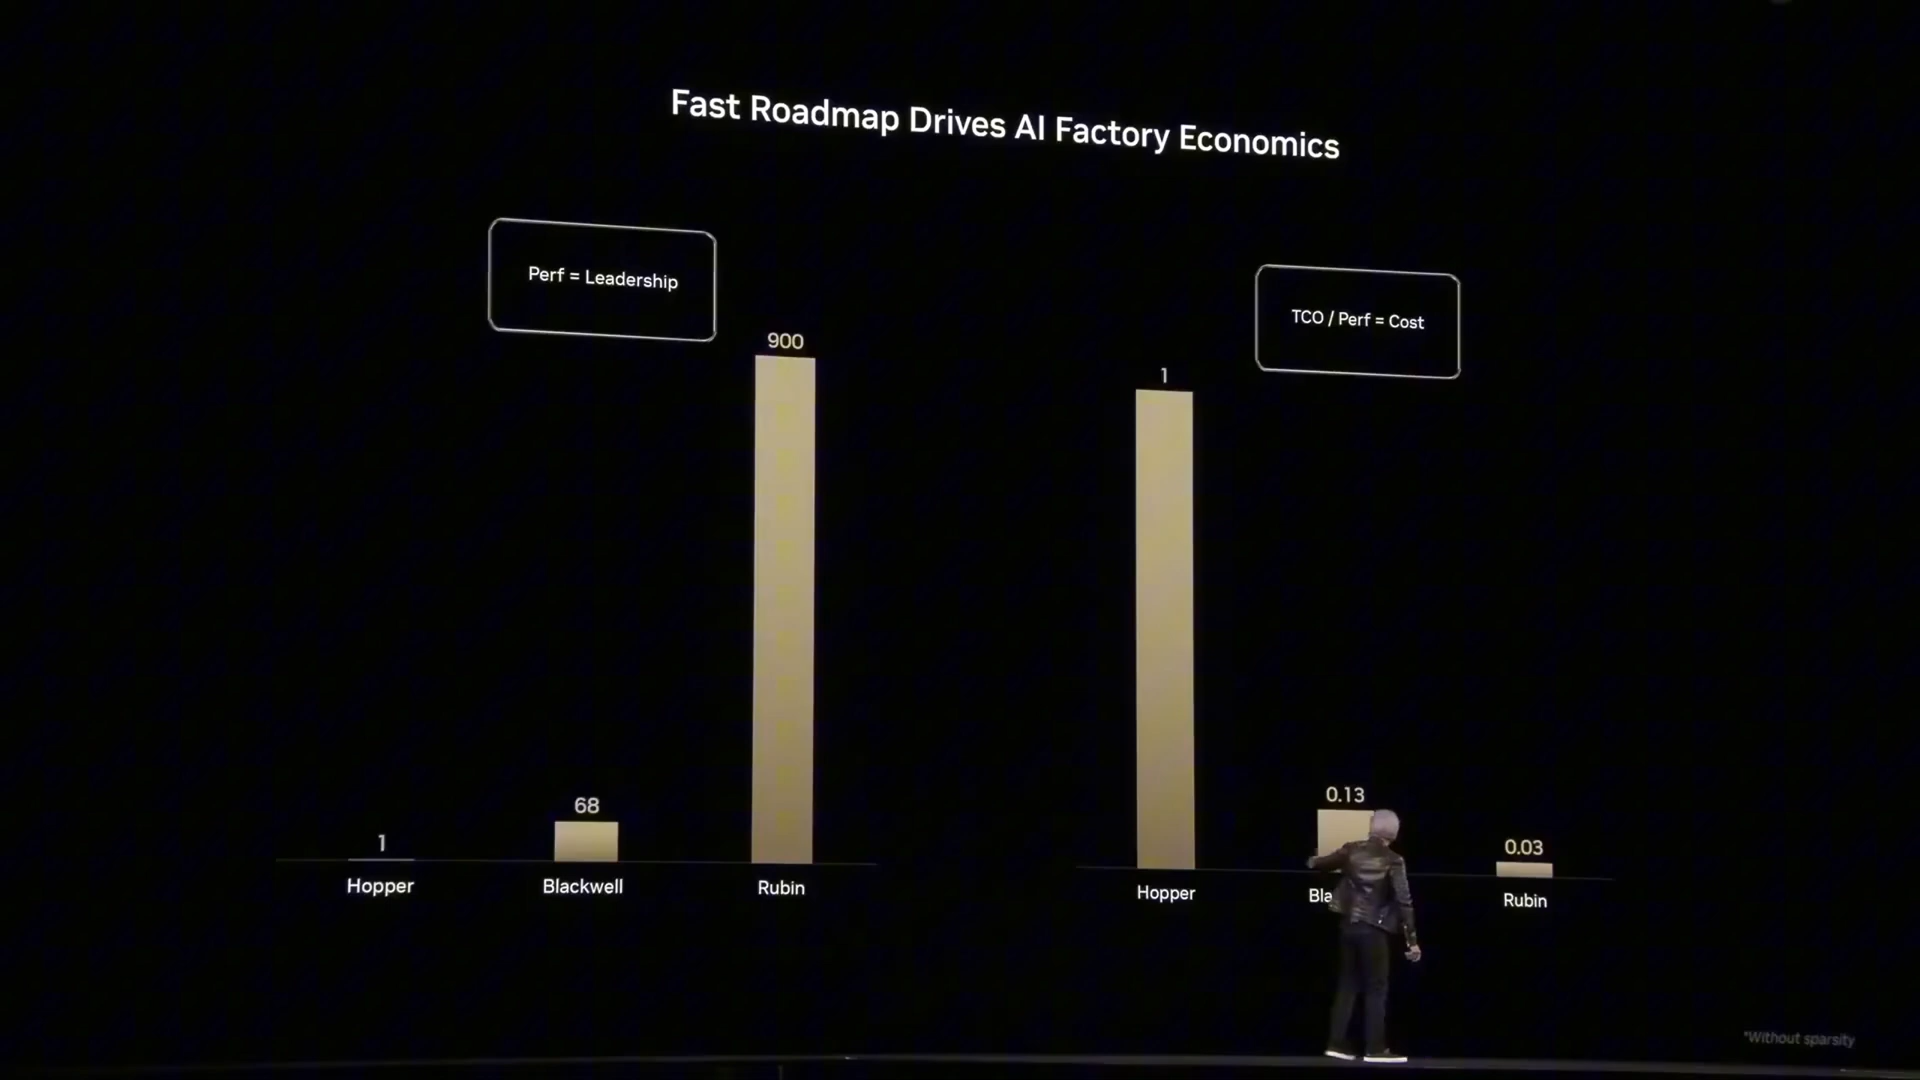 Fast Roadmap Drives AI Factory Economics
Perf = Leadership
TCO / Perf = Cost
900
1
68
0.13
1
0.03
Hopper
Blackwell
Rubin
Hopper
Bla
Rubin
*Without sparsity